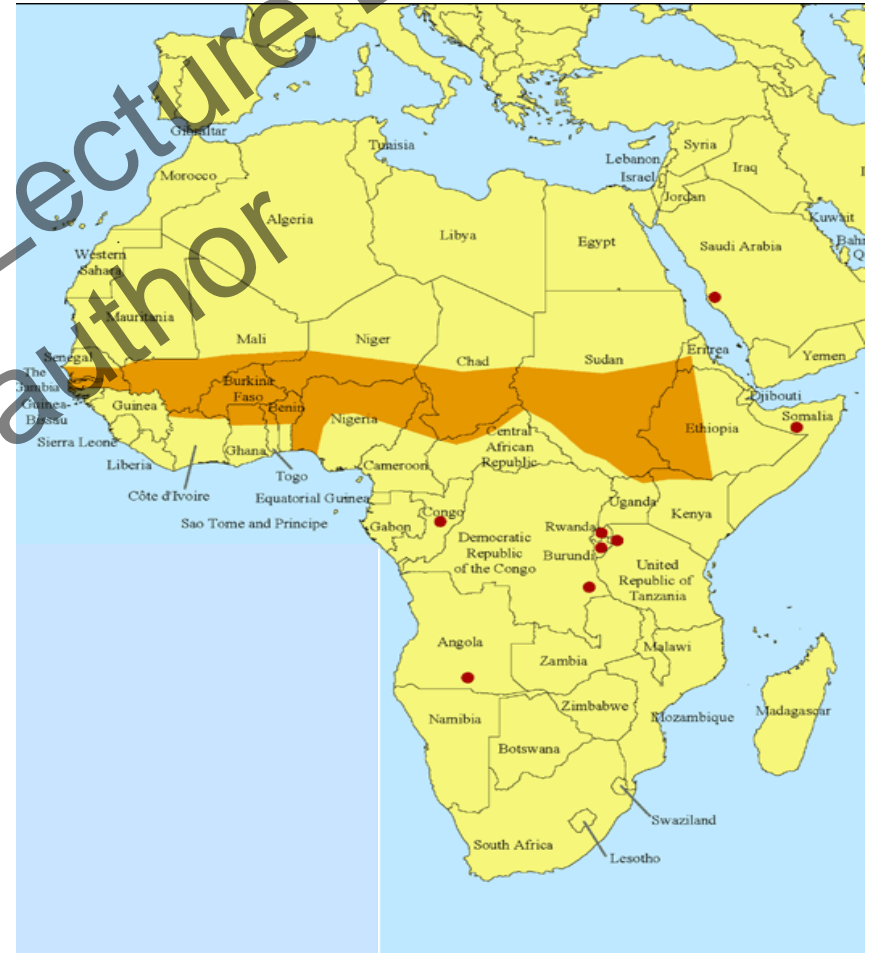 Lecture
author
Gibraltar
Tunisia
Syria
Lebanon
Israel
Iraq
Jordan
Kuwait
Morocco
Algeria
Libya
Egypt
Saudi Arabia
Western
Sahara
Mauritania
Mali
Niger
Chad
Sudan
Eritrea
Yemen
Senegal
The
Gambia
Guinea-
Bissau
Guinea
Burkina
Faso
Benin
Nigeria
Djibouti
Somalia
Ethiopia
Sierra Leone
Liberia
Ghana
Central
African
Republic
Cameroon
Togo
Côte d'Ivoire
Equatorial Guinea
Sao Tome and Principe
Gabon
Congo
Uganda
Kenya
Rwanda
Burundi
Democratic
Republic
of the Congo
United
Republic of
Tanzania
Angola
Zambia
Malawi
Namibia
Zimbabwe
Mozambique
Madagascar
Botswana
Swaziland
South Africa
Lesotho